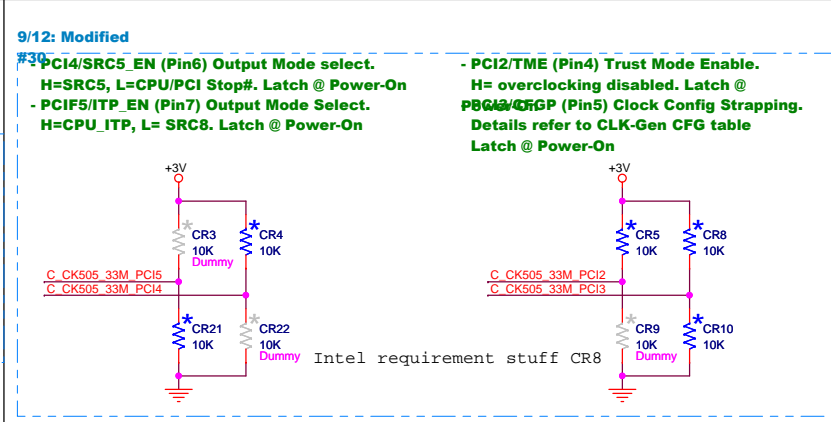 9/12: Modified
#30
- PCI4/SRC5_EN (Pin6) Output Mode select.
H=SRC5, L=CPU/PCI Stop#. Latch @ Power-On
- PCIF5/ITP_EN (Pin7) Output Mode Select.
H=CPU_ITP, L= SRC8. Latch @ Power-On
- PCI2/TME (Pin4) Trust Mode Enable.
H= overclocking disabled. Latch @
Power-On
- PCI3/CFGP (Pin5) Clock Config Strapping.
Details refer to CLK-Gen CFG table
Latch @ Power-On
+3V
* CR3
10K
Dummy
* CR4
10K
C_CK505_33M_PCI5
C_CK505_33M_PCI4
* CR21
10K
* CR22
10K
Dummy
Intel requirement stuff CR8
+3V
* CR5
10K
* CR8
10K
C_CK505_33M_PCI2
C_CK505_33M_PCI3
* CR9
10K
Dummy
* CR10
10K